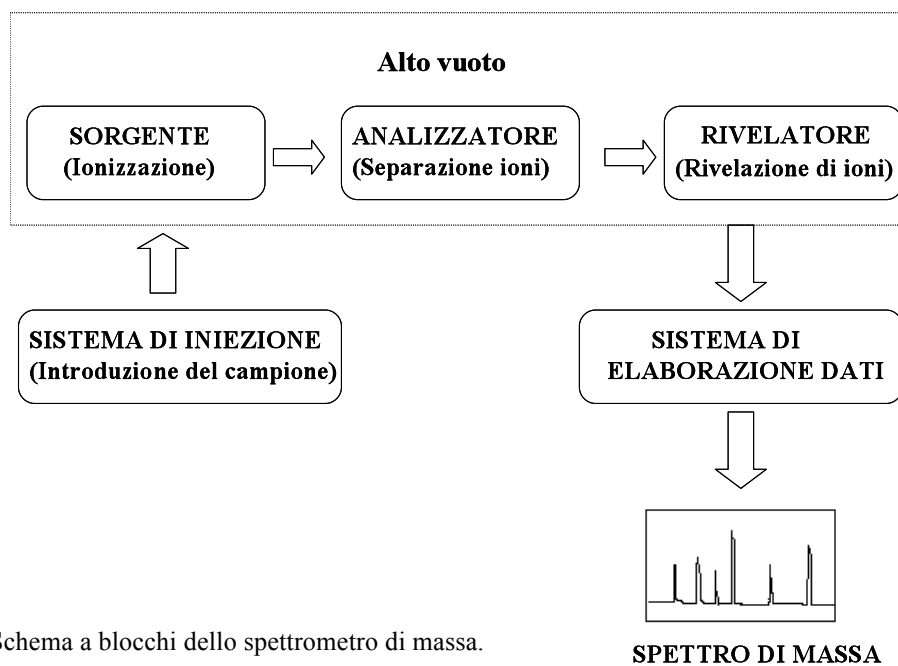 Alto vuoto
SORGENTE
(Ionizzazione)
ANALIZZATORE
(Separazione ioni)
RIVELATORE
(Rivelazione di ioni)
SISTEMA DI INIEZIONE
(Introduzione del campione)
SISTEMA DI
ELABORAZIONE DATI
Schema a blocchi dello spettrometro di massa.
SPETTRO DI MASSA